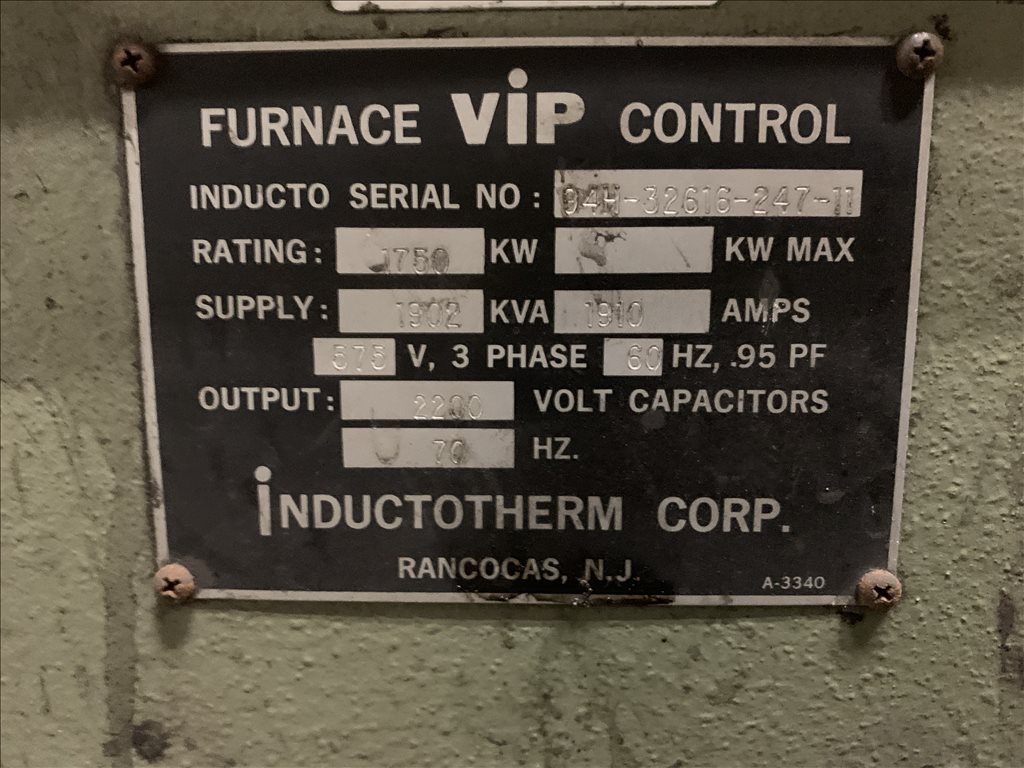 FURNACE ViP CONTROL
INDUCTO SERIAL NO: 94H-32616-247-11
RATING: 1750 KW KW MAX
SUPPLY: 1902 KVA 1910 AMPS
575 V, 3 PHASE 60 HZ, .95 PF
OUTPUT: 2200 VOLT CAPACITORS
70 HZ.
iNDUCTOTHERM CORP.
RANCOCAS, N.J.
A-3340